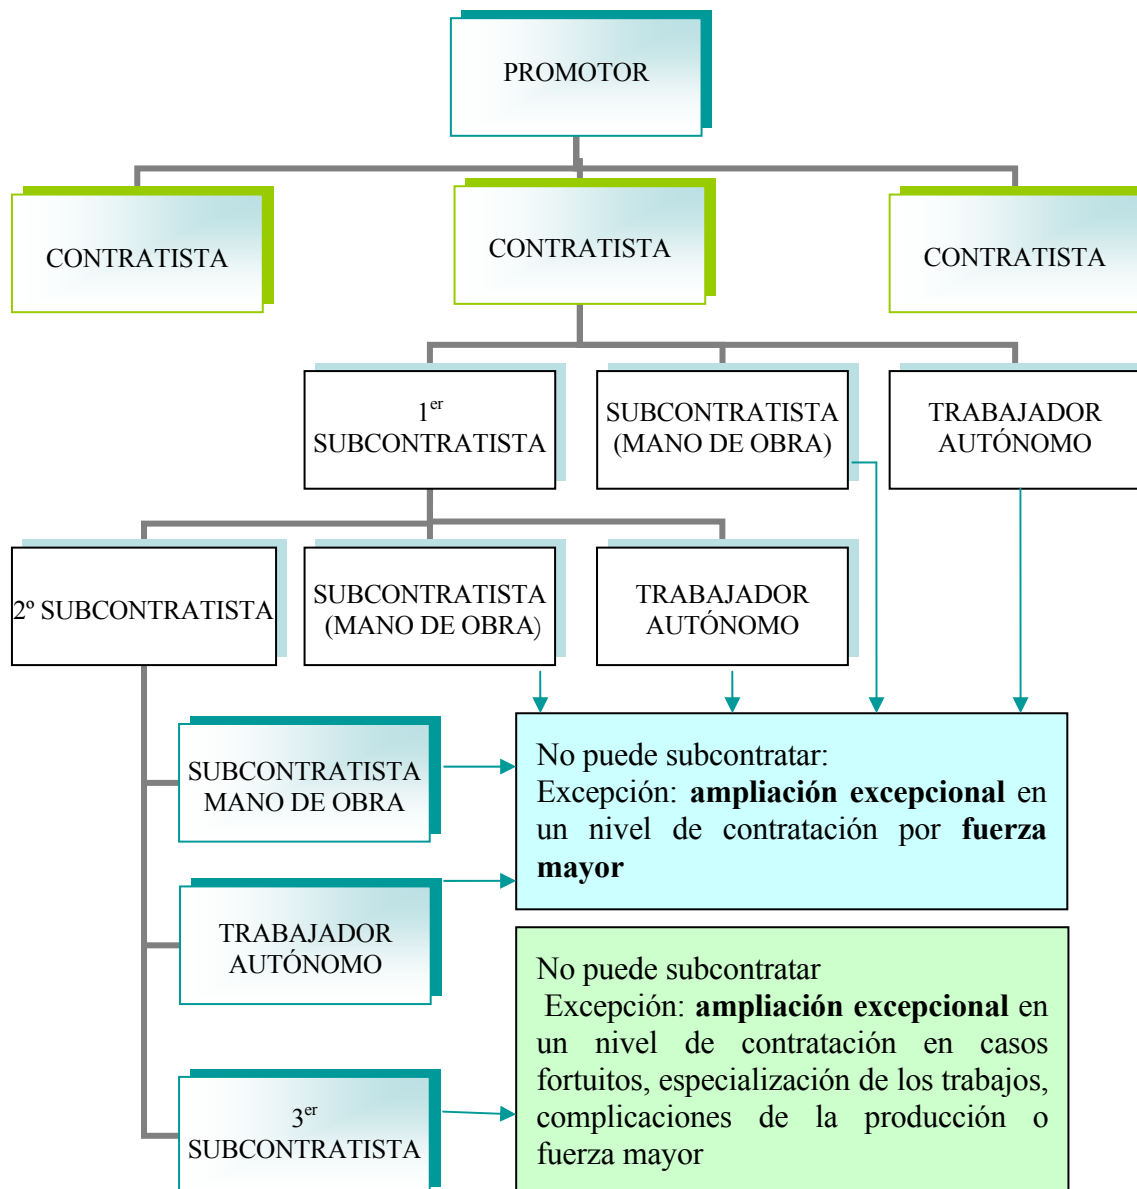 PROMOTOR
CONTRATISTA
CONTRATISTA
CONTRATISTA
1er
SUBCONTRATISTA
SUBCONTRATISTA
(MANO DE OBRA)
TRABAJADOR
AUTÓNOMO
2º SUBCONTRATISTA
SUBCONTRATISTA
(MANO DE OBRA)
TRABAJADOR
AUTÓNOMO
SUBCONTRATISTA
MANO DE OBRA
No puede subcontratar:
Excepción: ampliación excepcional en
un nivel de contratación por fuerza
mayor
TRABAJADOR
AUTÓNOMO
No puede subcontratar
Excepción: ampliación excepcional en
un nivel de contratación en casos
fortuitos, especialización de los trabajos,
complicaciones de la producción o
fuerza mayor
3er
SUBCONTRATISTA